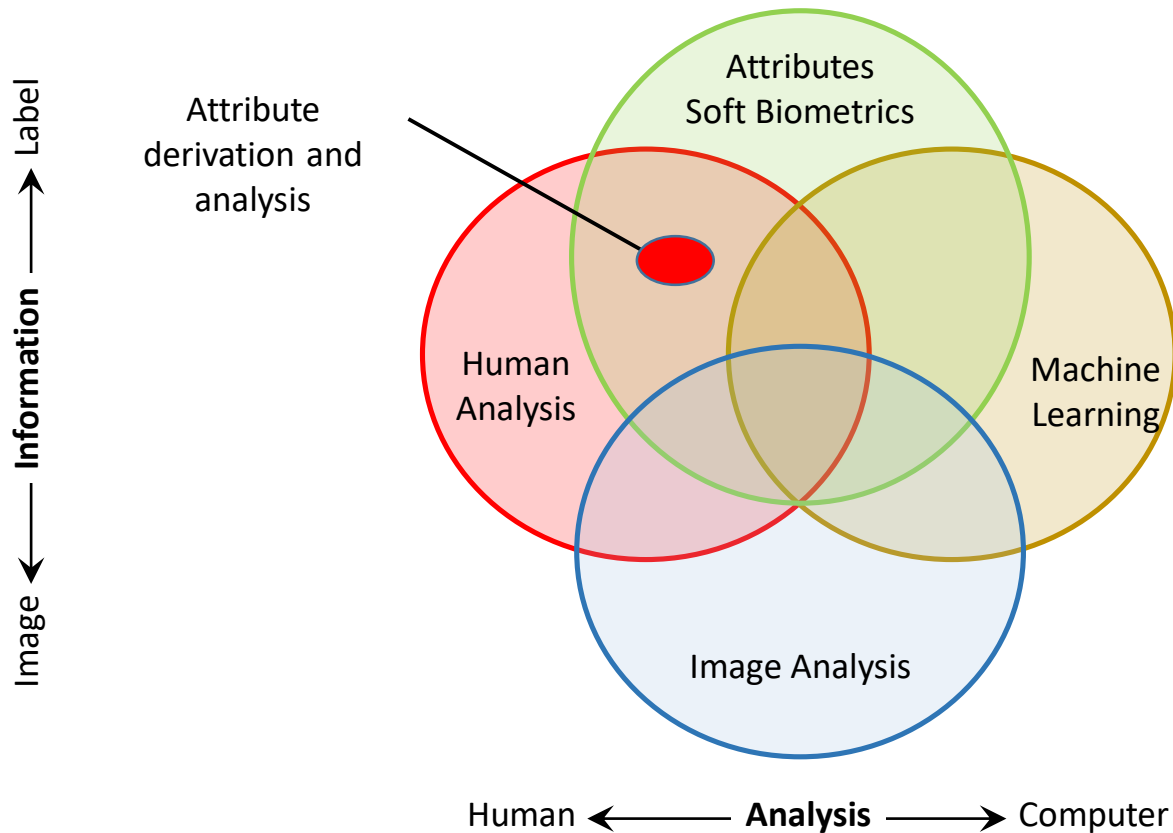 Attributes
Soft Biometrics
Attribute
derivation and
analysis
Human
Analysis
Machine
Learning
Image Analysis
Image Information Label
Human Analysis Computer